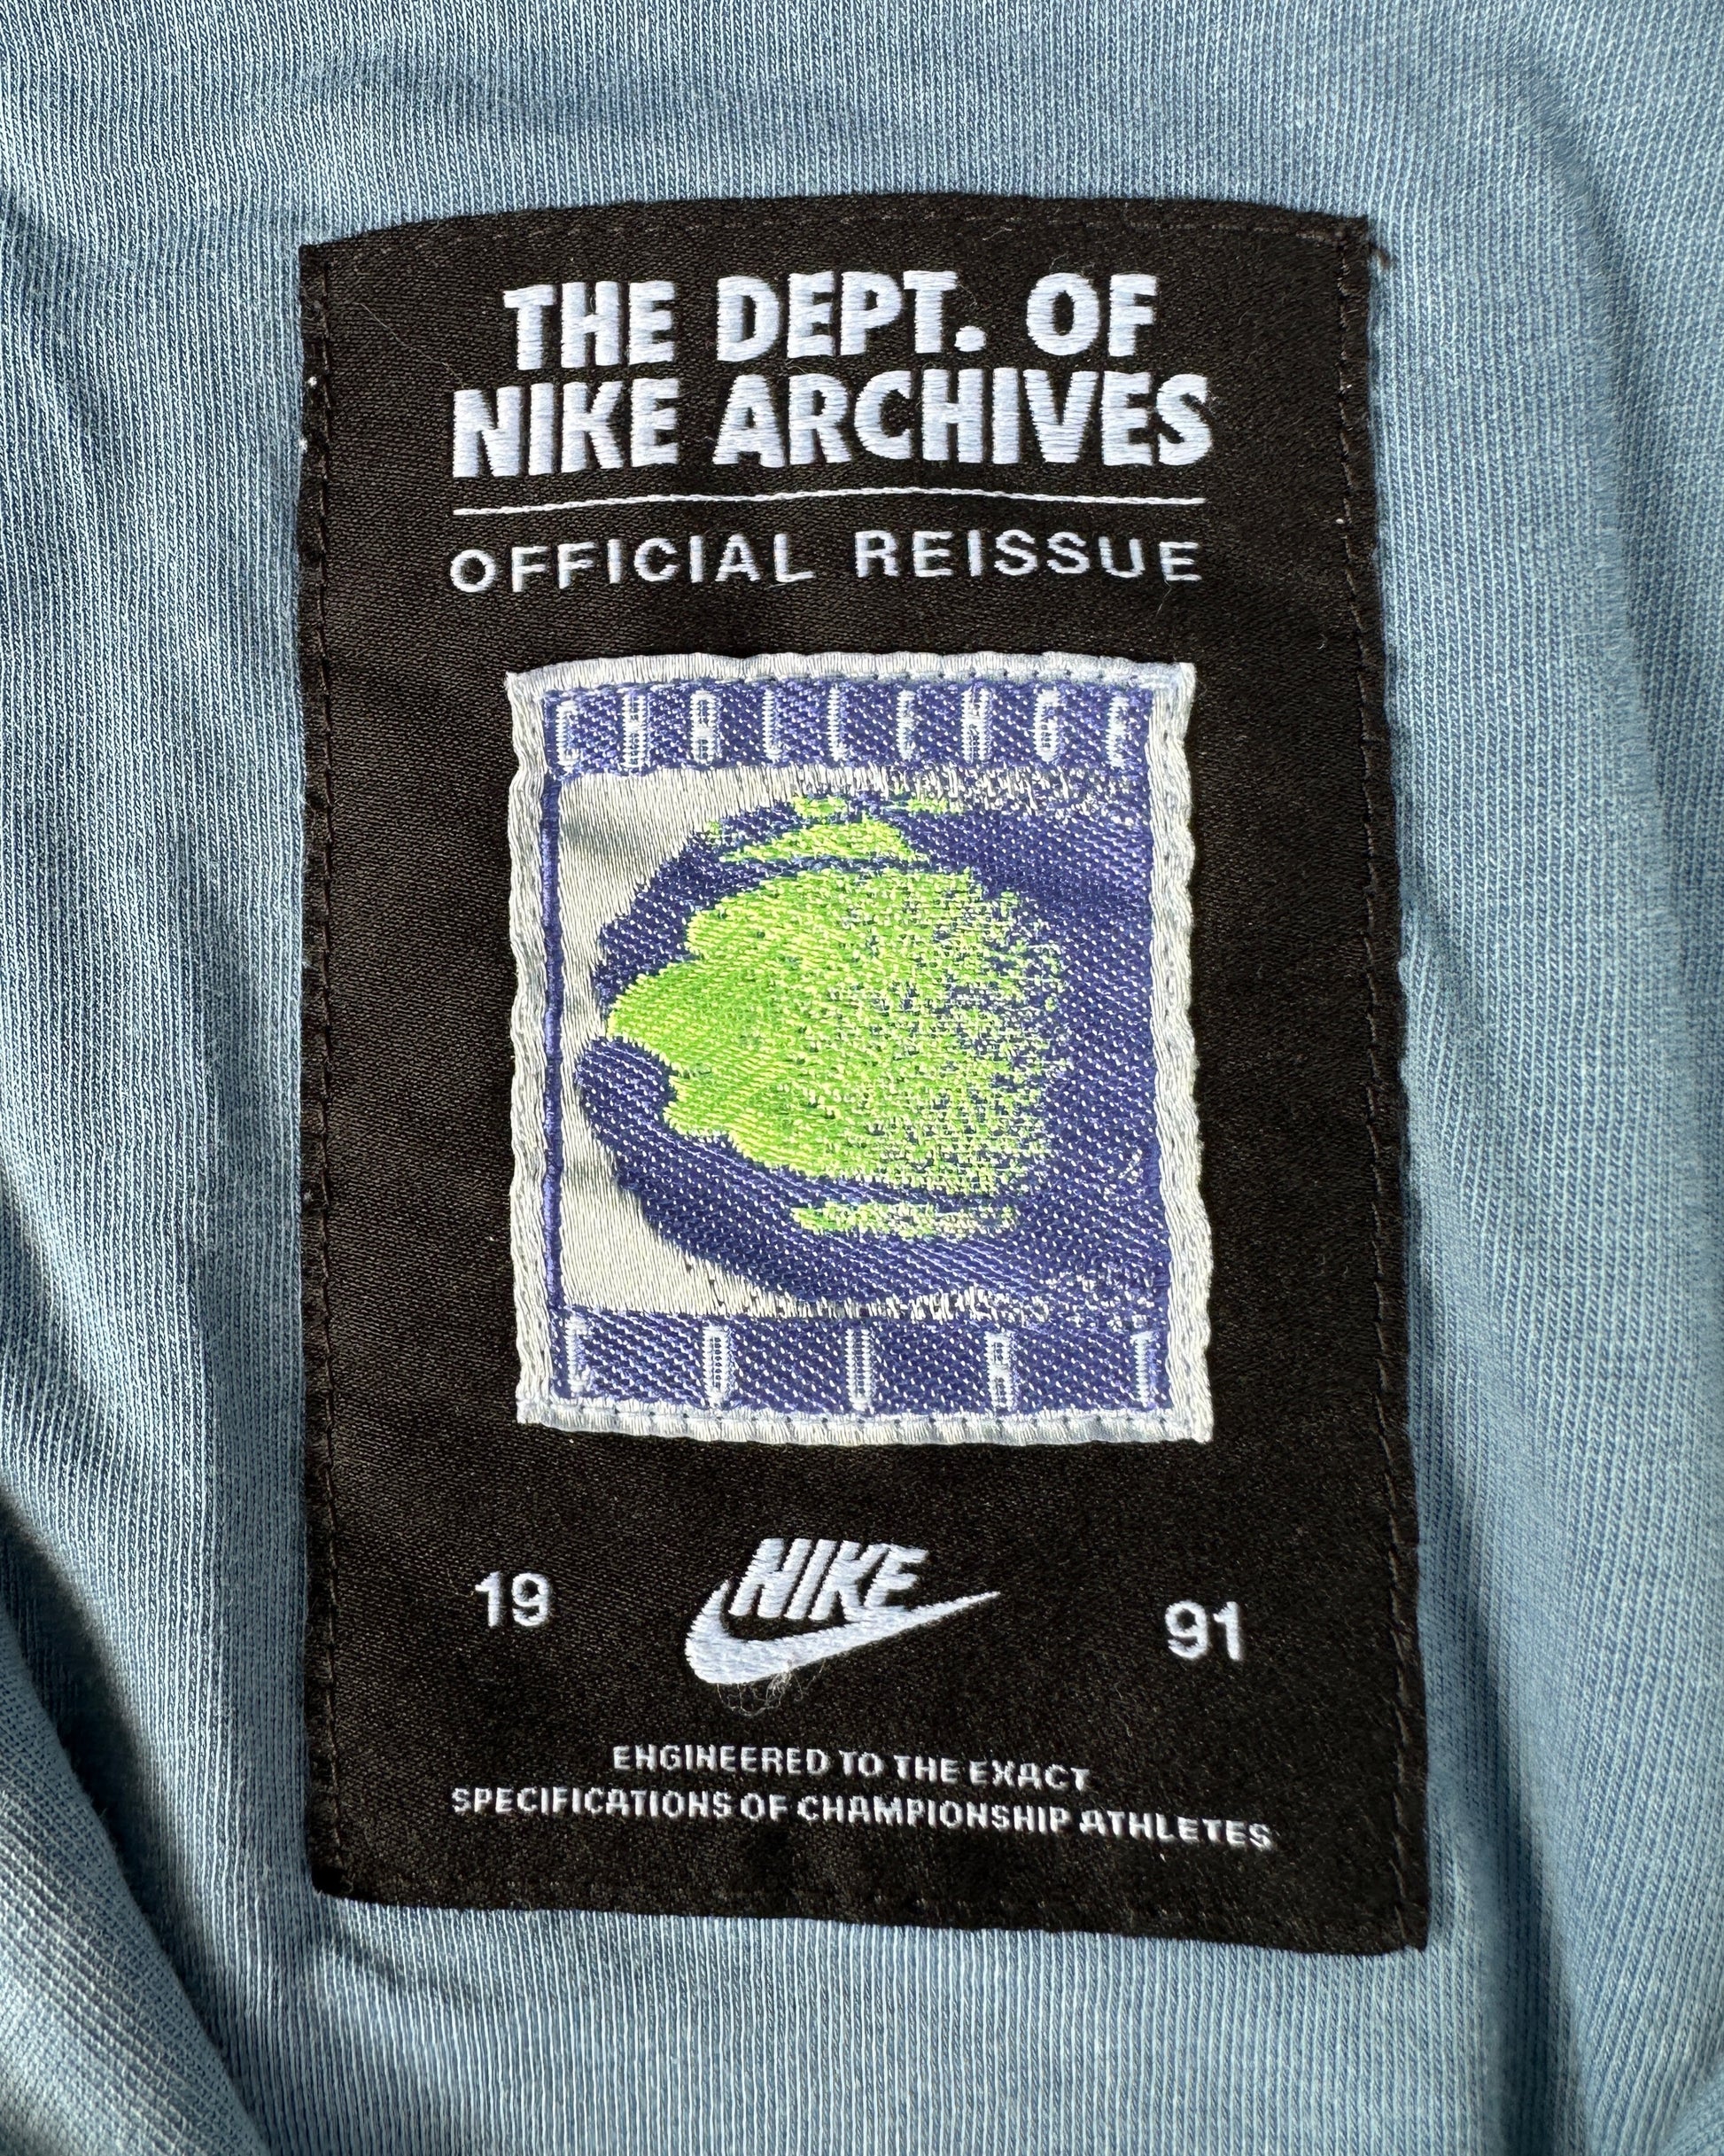 THE DEPT. OF
NIKE ARCHIVES
OFFICIAL REISSUE
CHALLENGE
COURT
19 NIKE 91
ENGINEERED TO THE EXACT
SPECIFICATIONS OF CHAMPIONSHIP ATHLETES